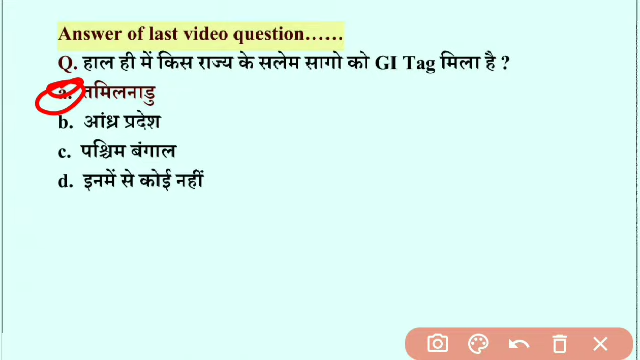 Answer of last video question……
Q. हाल ही में किस राज्य के सलेम सागो को GI Tag मिला है ?
a. तमिलनाडु
b. आंध्र प्रदेश
c. पश्चिम बंगाल
d. इनमें से कोई नहीं